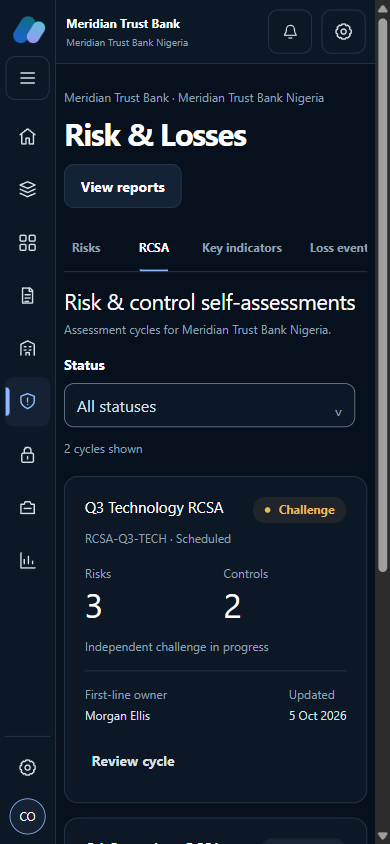 Meridian Trust Bank
Meridian Trust Bank Nigeria
Meridian Trust Bank · Meridian Trust Bank Nigeria
Risk & Losses
View reports
Risks RCSA Key indicators Loss event
Risk & control self-assessments
Assessment cycles for Meridian Trust Bank Nigeria.
Status
All statuses
2 cycles shown
Q3 Technology RCSA
Challenge
RCSA-Q3-TECH · Scheduled
Risks Controls
3 2
Independent challenge in progress
First-line owner Updated
Morgan Ellis 5 Oct 2026
Review cycle
CO